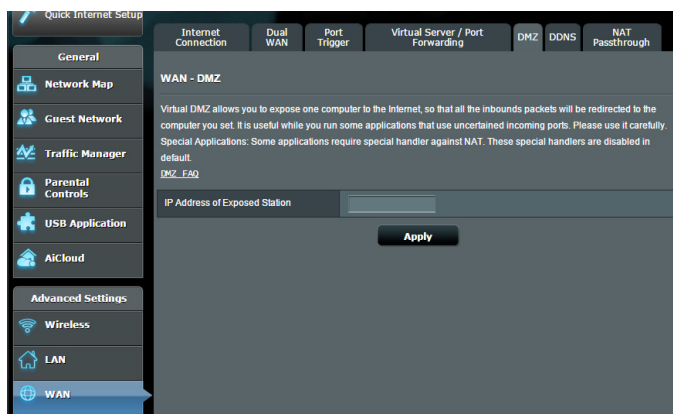 Quick Internet Setup
General
Network Map
Guest Network
Traffic Manager
Parental
Controls
USB Application
AiCloud
Advanced Settings
Wireless
LAN
WAN
Internet
Connection
Dual
WAN
Port
Trigger
Virtual Server / Port
Forwarding
DMZ
DDNS
NAT
Passthrough
WAN - DMZ
Virtual DMZ allows you to expose one computer to the Internet, so that all the inbounds packets will be redirected to the
computer you set. It is useful while you run some applications that use uncertained incoming ports. Please use it carefully.
Special Applications: Some applications require special handler against NAT. These special handlers are disabled in
default.
DMZ FAQ
IP Address of Exposed Station
Apply